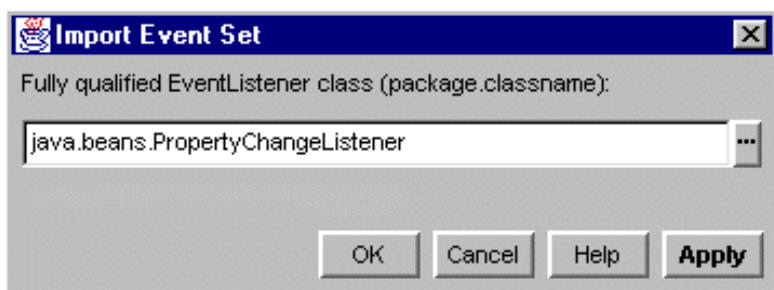 Import Event Set
Fully qualified EventListener class (package.classname):
java.beans.PropertyChangeListener
...
OK Cancel Help Apply